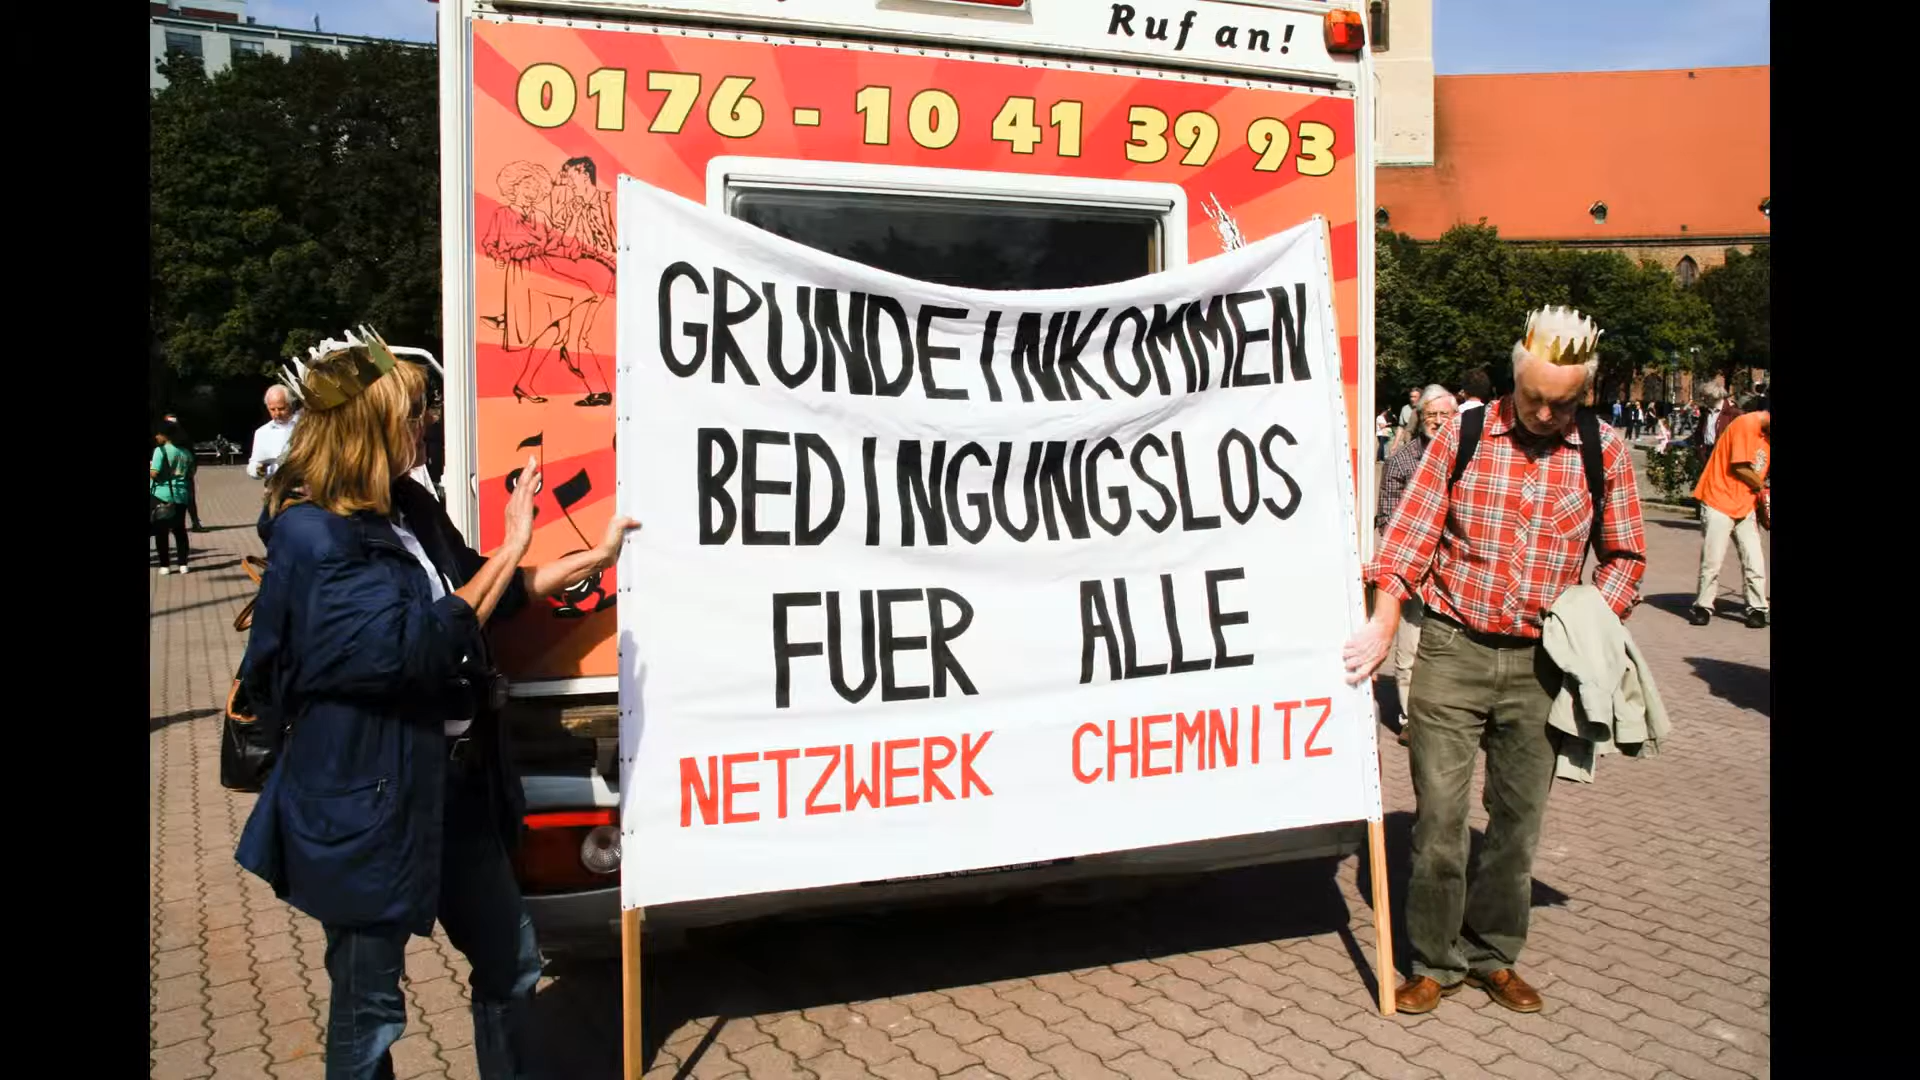 Ruf an!
0176 - 10 41 39 93
GRUNDEINKOMMEN
BEDINGUNGSLOS
FUER ALLE
NETZWERK CHEMNITZ